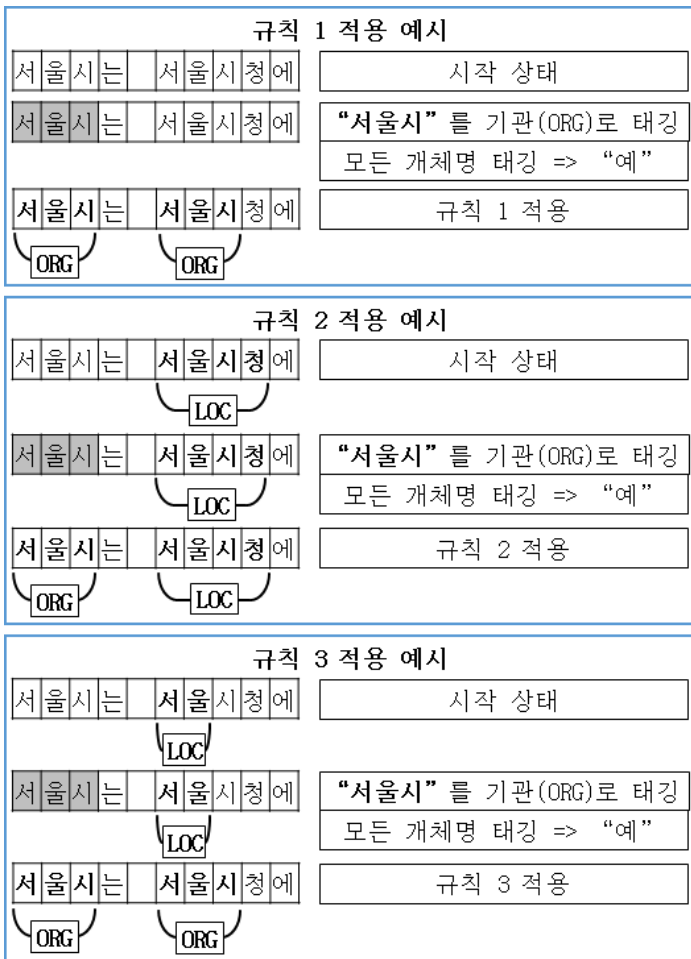 규칙 1 적용 예시
서울시는 서울시청에 시작 상태
서울시는 서울시청에 “서울시” 를 기관(ORG)로 태깅
모든 개체명 태깅 => “예”
서울시는 서울시청에 규칙 1 적용
ORG ORG
규칙 2 적용 예시
서울시는 서울시청에 시작 상태
LOC
서울시는 서울시청에 “서울시” 를 기관(ORG)로 태깅
모든 개체명 태깅 => “예”
LOC
서울시는 서울시청에 규칙 2 적용
ORG LOC
규칙 3 적용 예시
서울시는 서울시청에 시작 상태
LOC
서울시는 서울시청에 “서울시” 를 기관(ORG)로 태깅
모든 개체명 태깅 => “예”
LOC
서울시는 서울시청에 규칙 3 적용
ORG ORG